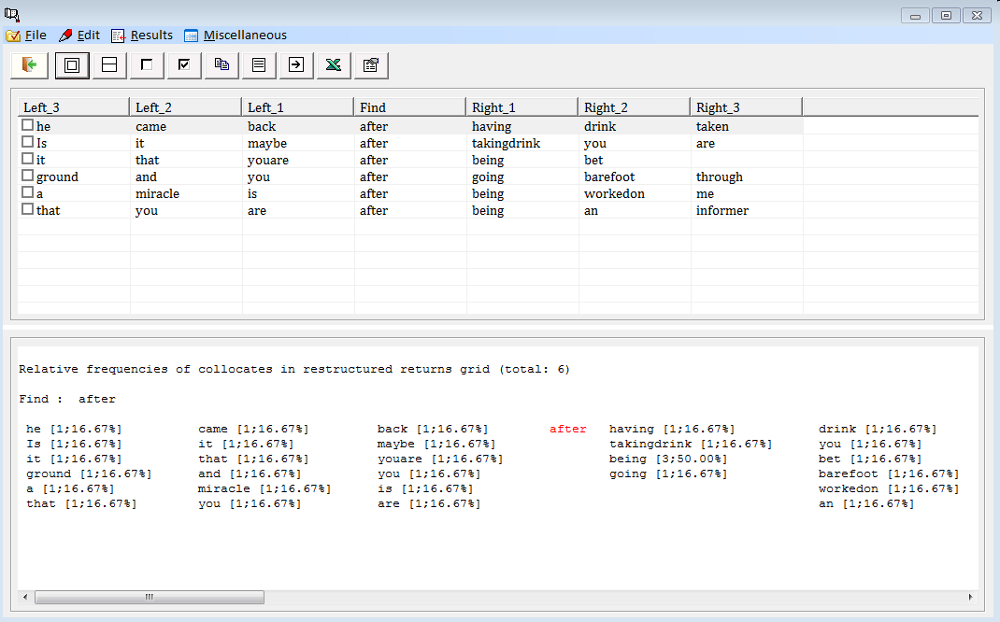 File Edit Results Miscellaneous
Left_3 Left_2 Left_1 Find Right_1 Right_2 Right_3
he came back after having drink taken
Is it maybe after takingdrink you are
it that youare after being bet
ground and you after going barefoot through
a miracle is after being workedon me
that you are after being an informer
Relative frequencies of collocates in restructured returns grid (total: 6)
Find : after
he [1;16.67%] came [1;16.67%] back [1;16.67%] after having [1;16.67%] drink [1;16.67%]
Is [1;16.67%] it [1;16.67%] maybe [1;16.67%] takingdrink [1;16.67%] you [1;16.67%]
it [1;16.67%] that [1;16.67%] youare [1;16.67%] being [3;50.00%] bet [1;16.67%]
ground [1;16.67%] and [1;16.67%] you [1;16.67%] going [1;16.67%] barefoot [1;16.67%]
a [1;16.67%] miracle [1;16.67%] is [1;16.67%] workedon [1;16.67%]
that [1;16.67%] you [1;16.67%] are [1;16.67%] an [1;16.67%]